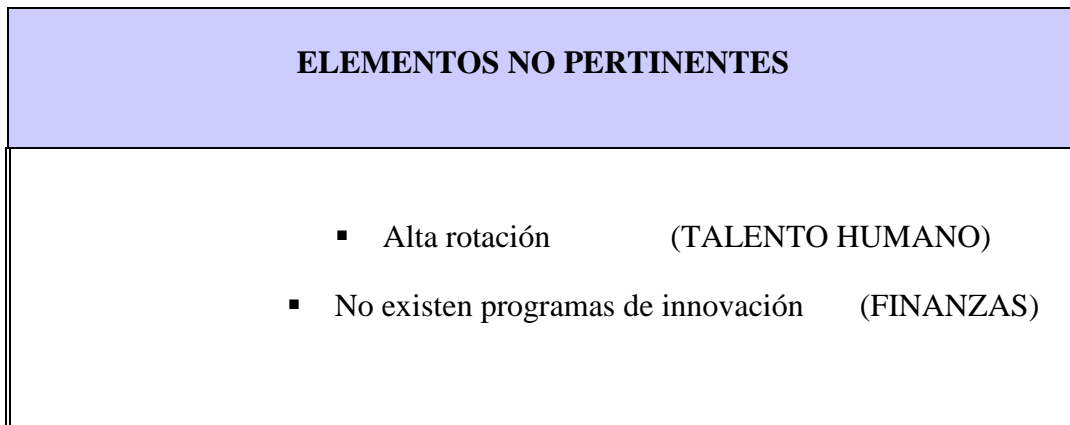 ELEMENTOS NO PERTINENTES
▪ Alta rotación (TALENTO HUMANO)
▪ No existen programas de innovación (FINANZAS)